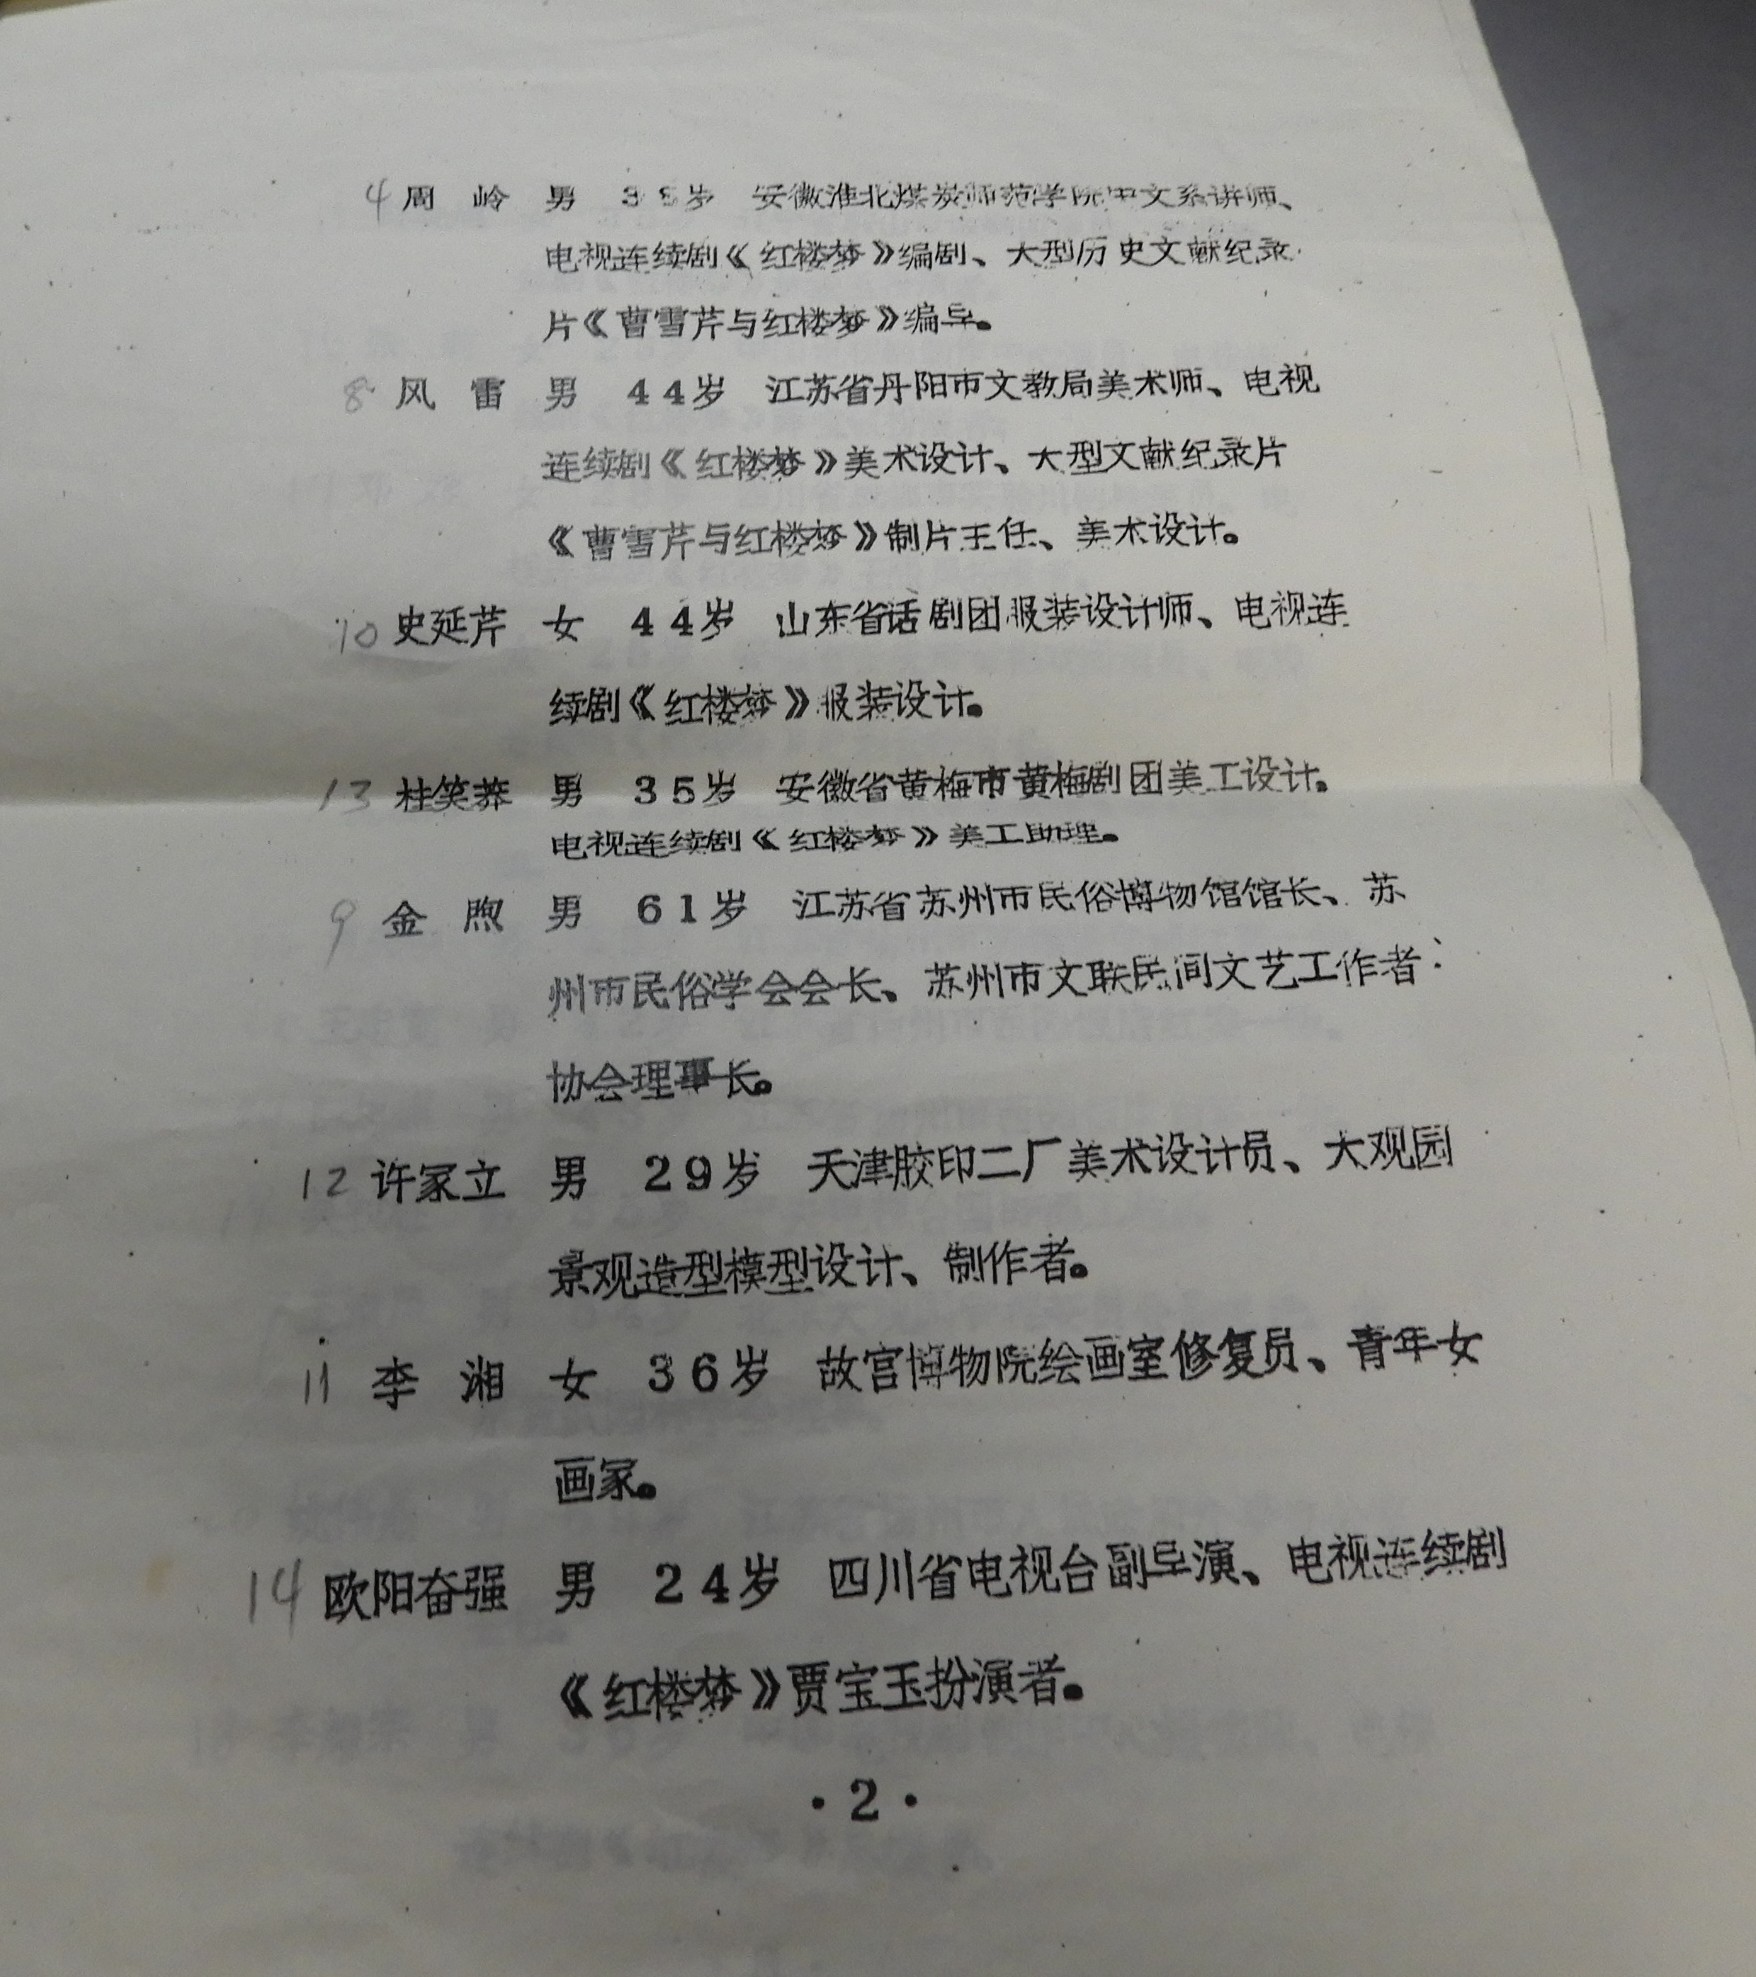 4 周 岭 男 38岁 安徽淮北煤炭师范学院中文系讲师、
电视连续剧《红楼梦》编剧、大型历史文献纪录
片《曹雪芹与红楼梦》编导。
8 风 雷 男 44岁 江苏省丹阳市文教局美术师、电视
连续剧《红楼梦》美术设计、大型文献纪录片
《曹雪芹与红楼梦》制片主任、美术设计。
10 史延芹 女 44岁 山东省话剧团服装设计师、电视连
续剧《红楼梦》服装设计。
13 桂笑莽 男 35岁 安徽省黄梅市黄梅剧团美工设计。
电视连续剧《红楼梦》美工助理。
9 金 煦 男 61岁 江苏省苏州市民俗博物馆馆长、苏
州市民俗学会会长、苏州市文联民间文艺工作者
协会理事长。
12 许家立 男 29岁 天津胶印二厂美术设计员、大观园
景观造型模型设计、制作者。
11 李 湘 女 36岁 故宫博物院绘画室修复员、青年女
画家。
14 欧阳奋强 男 24岁 四川省电视台副导演、电视连续剧
《红楼梦》贾宝玉扮演者。
·2·